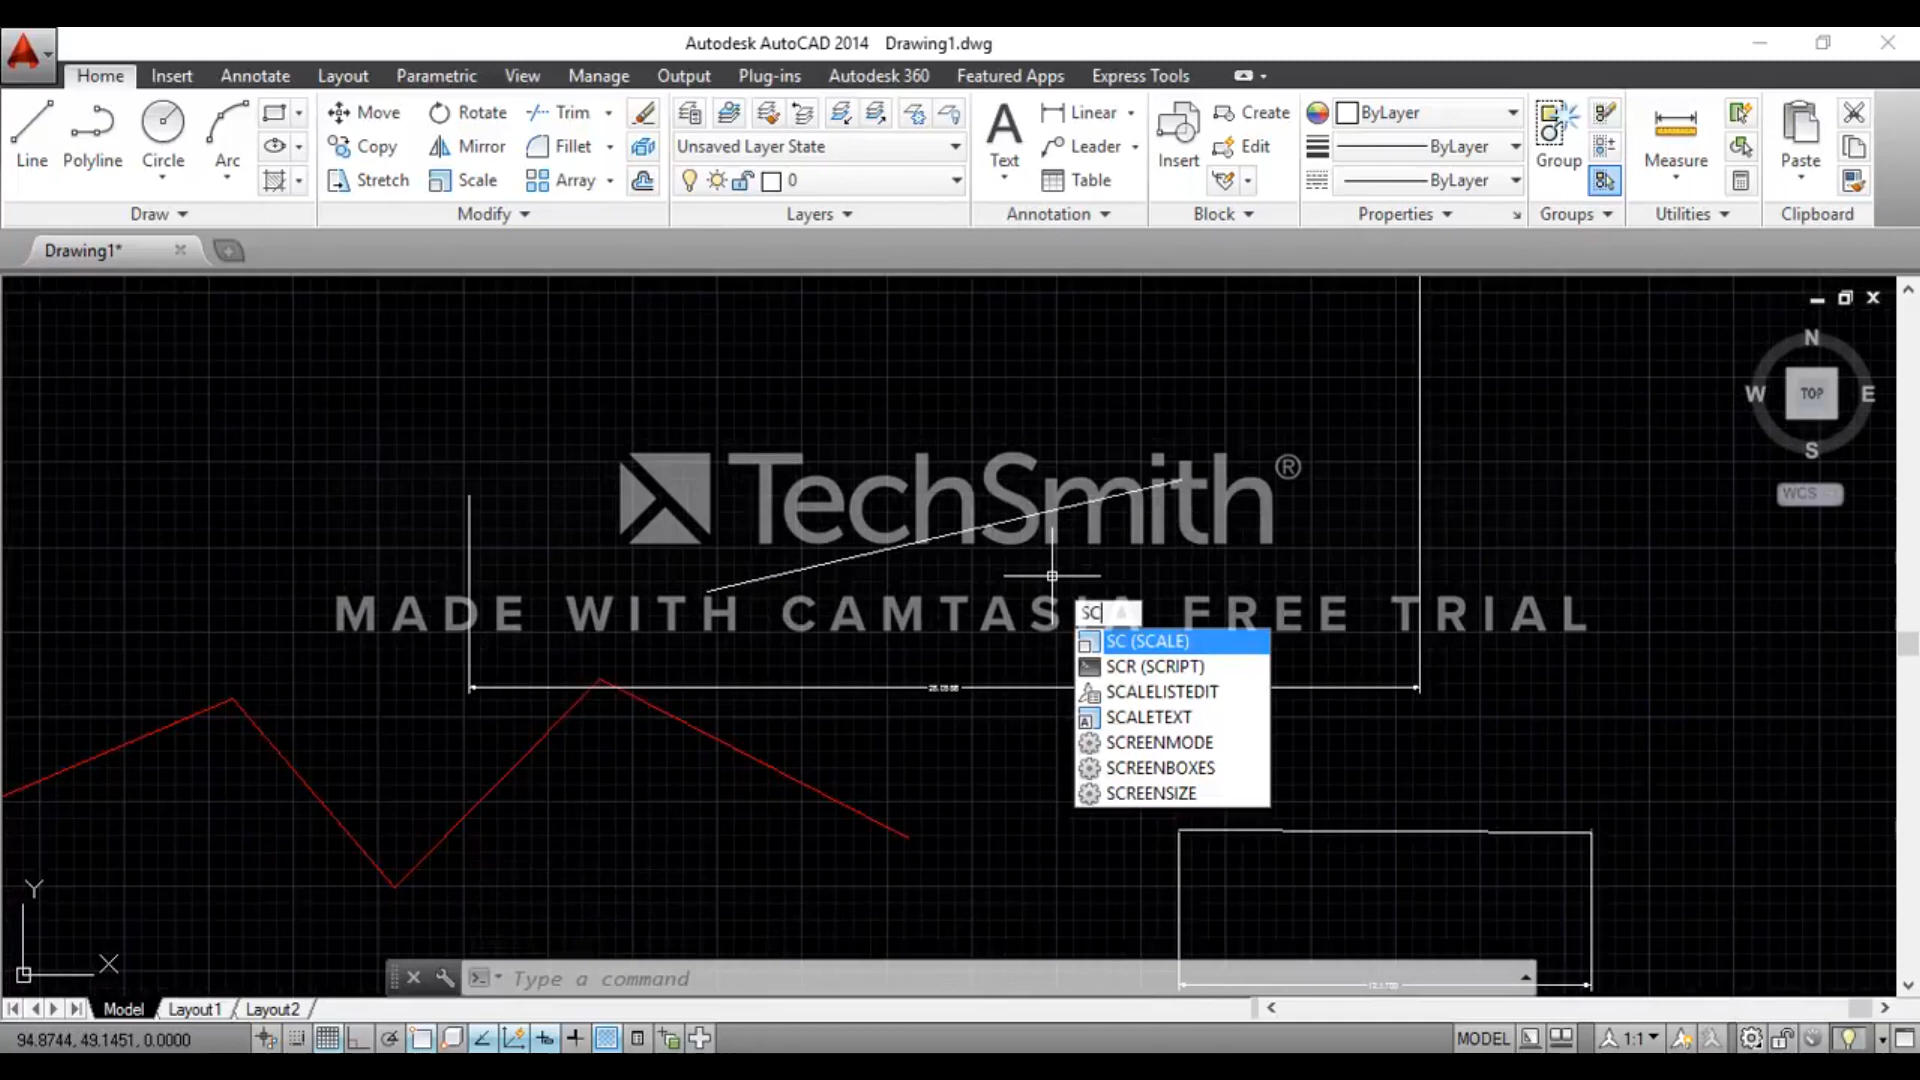 Autodesk AutoCAD 2014 Drawing1.dwg
Home Insert Annotate Layout Parametric View Manage Output Plug-ins Autodesk 360 Featured Apps Express Tools
Line Polyline Circle Arc
Move Rotate Trim
Copy Mirror Fillet
Stretch Scale Array
Unsaved Layer State
0
Text
Linear
Leader
Table
Insert
Create
Edit
ByLayer
ByLayer
ByLayer
Group
Measure
Paste
Draw Modify Layers Annotation Block Properties Groups Utilities Clipboard
Drawing1*
N
W TOP E
S
WCS
TechSmith®
MADE WITH CAMTASIA FREE TRIAL
SC
SC (SCALE)
SCR (SCRIPT)
SCALELISTEDIT
SCALETEXT
SCREENMODE
SCREENBOXES
SCREENSIZE
Y
X
Type a command
Model Layout1 Layout2
94.8744, 49.1451, 0.0000
MODEL
1:1